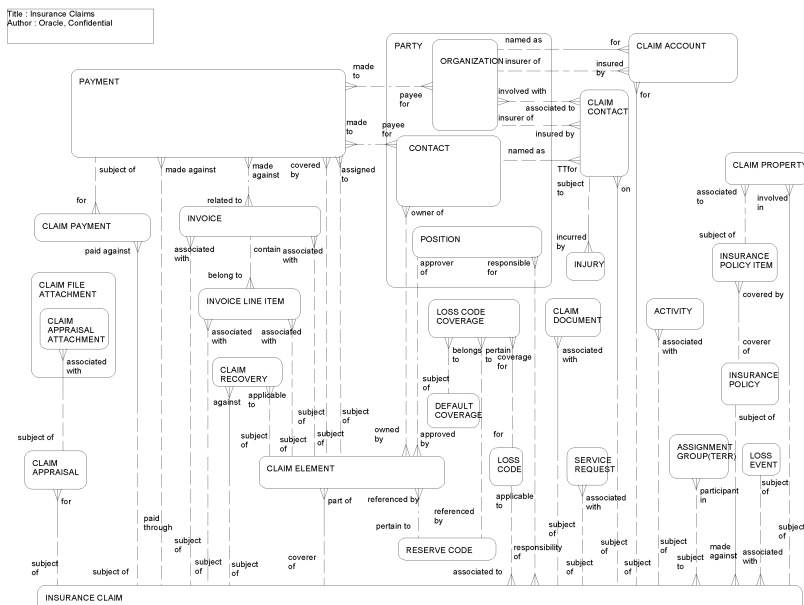 Title : Insurance Claims
Author : Oracle, Confidential
PARTY
named as
for
CLAIM ACCOUNT
ORGANIZATION
insurer of
insured
by
made
to
payee
for
PAYMENT
involved with
associated to
CLAIM
CONTACT
for
insurer of
insured by
made
to
payee
for
CONTACT
named as
TTfor
subject
to
on
CLAIM PROPERTY
subject of
made against
made
against
covered
by
assigned
to
associated
to
involved
in
for
CLAIM PAYMENT
paid against
related to
INVOICE
associated
with
contain
associated
with
owner of
POSITION
approver
of
responsible
for
incurred
by
INJURY
subject of
INSURANCE
POLICY ITEM
covered by
belong to
INVOICE LINE ITEM
associated
with
associated
with
CLAIM FILE
ATTACHMENT
CLAIM
APPRAISAL
ATTACHMENT
associated
with
LOSS CODE
COVERAGE
belongs
to
pertain
to
coverage
for
CLAIM
DOCUMENT
associated
with
ACTIVITY
associated
with
coverer
of
INSURANCE
POLICY
subject of
CLAIM
RECOVERY
against
applicable
to
subject
of
DEFAULT
COVERAGE
subject
of
subject
of
subject
of
subject
of
subject
of
owned
by
approved
by
for
subject of
CLAIM
APPRAISAL
for
CLAIM ELEMENT
part of
referenced by
referenced
by
LOSS
CODE
applicable
to
SERVICE
REQUEST
associated
with
ASSIGNMENT
GROUP(TERR)
participant
in
LOSS
EVENT
subject
of
paid
through
pertain to
RESERVE CODE
subject
of
subject of
subject
of
subject
of
subject
of
coverer
of
associated to
responsibility
of
subject
of
subject
of
subject
of
subject
of
subject
of
subject
to
made
against
associated
with
subject
of
INSURANCE CLAIM